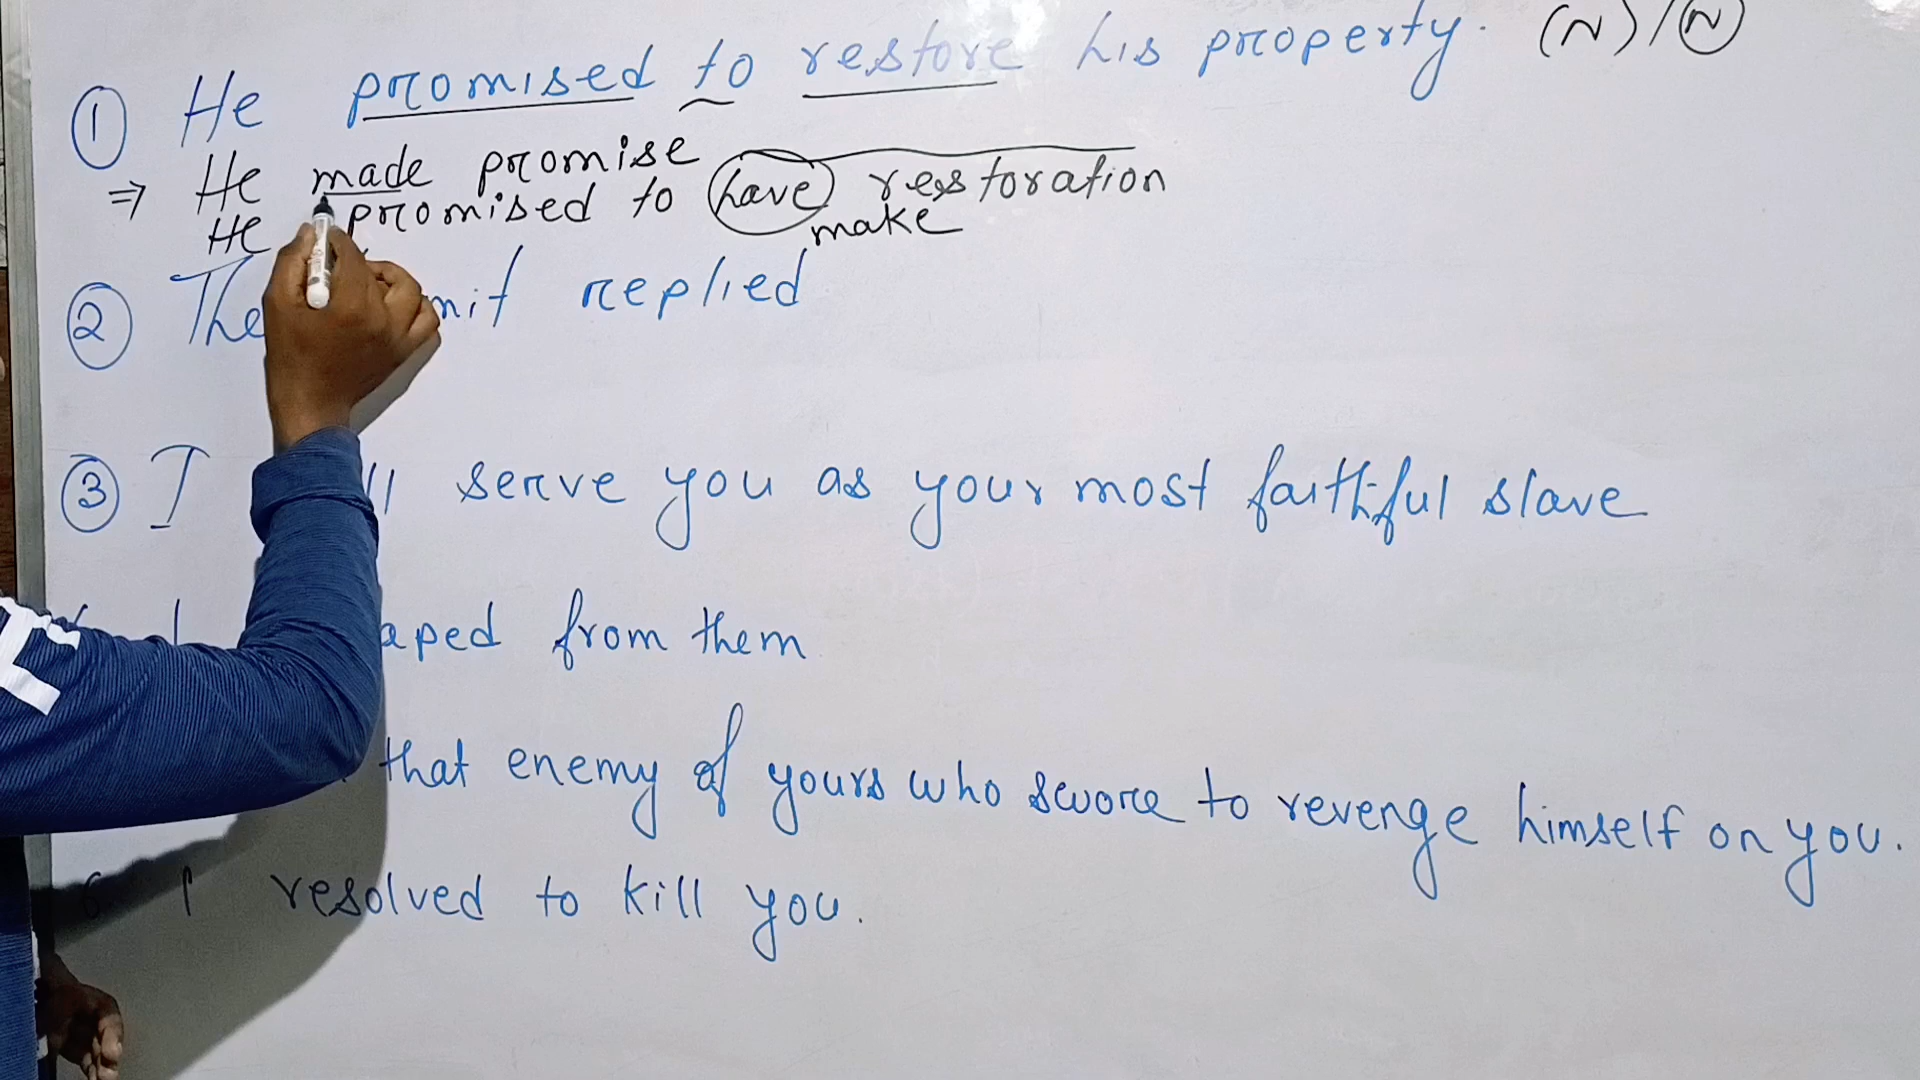 ① He promised to restore his property. (N)/(N)
⇒ He made promise
He promised to have restoration
make
② The mit replied
③ I ll serve you as your most faithful slave
aped from them
that enemy of yours who swore to revenge himself on you.
6. I resolved to kill you.